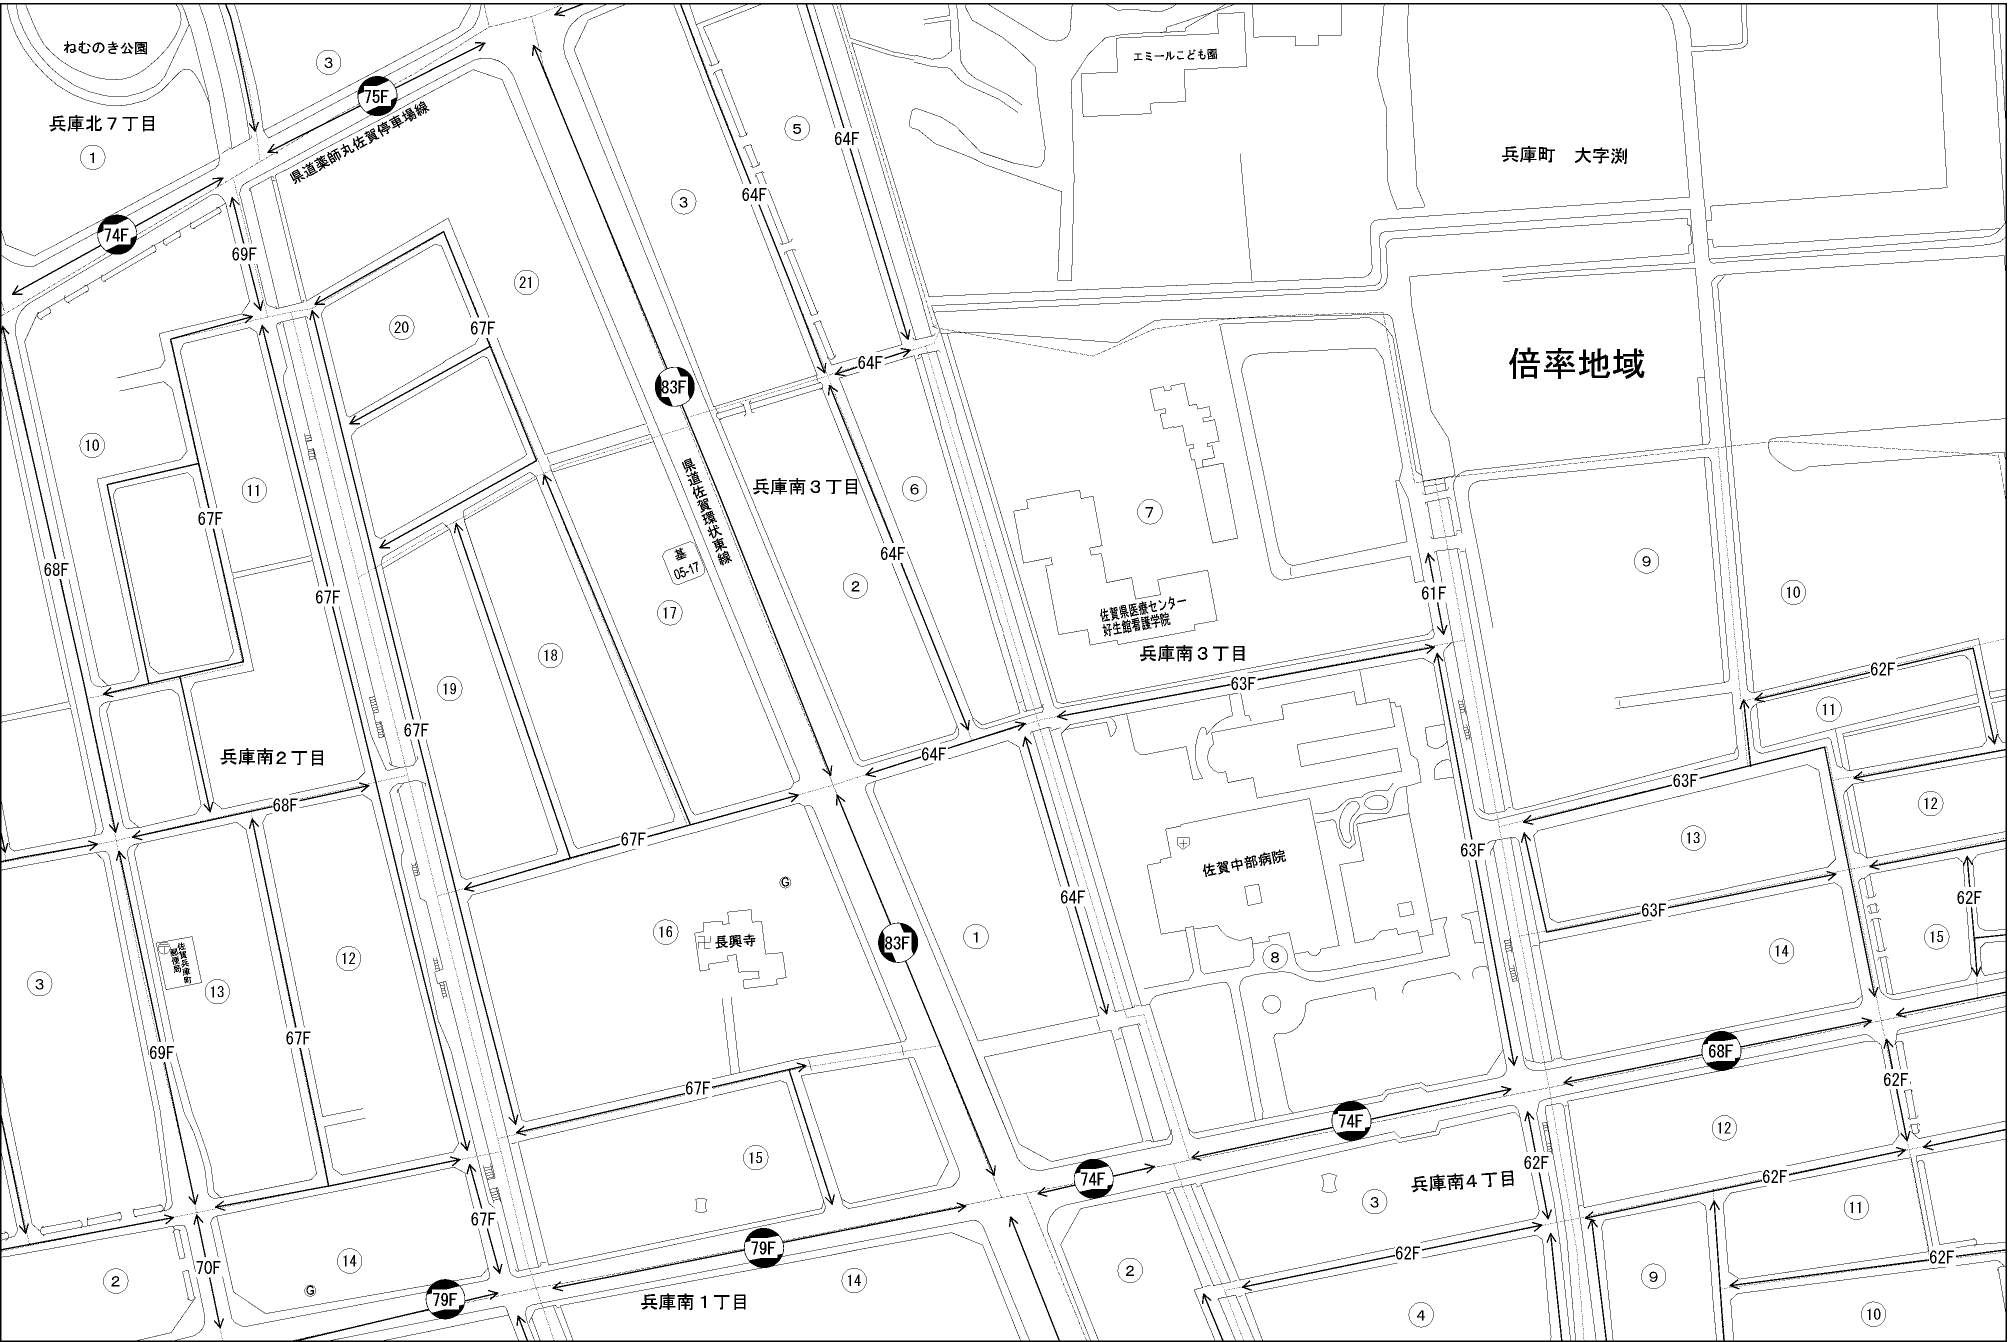 ねむのき公園
3
75F
県道薬師丸佐賀停車場線
兵庫北７丁目
1
74F
69F
エミールこども園
5
64F
64F
3
兵庫町　大字渕
21
20
67F
83F
64F
倍率地域
10
11
67F
68F
67F
県道佐賀環状東線
兵庫南３丁目
6
64F
2
基
05-17
17
18
19
67F
7
佐賀県医療センター
好生館看護学院
兵庫南３丁目
61F
9
10
63F
62F
11
兵庫南２丁目
68F
67F
64F
63F
12
13
63F
佐賀中部病院
64F
63F
62F
15
14
G
16
卍
長興寺
83F
1
8
12
佐賀兵庫町
郵便局
13
3
67F
69F
67F
68F
62F
74F
12
15
74F
62F
兵庫南４丁目
3
62F
11
67F
70F
79F
62F
62F
2
14
G
79F
兵庫南１丁目
14
2
4
9
10